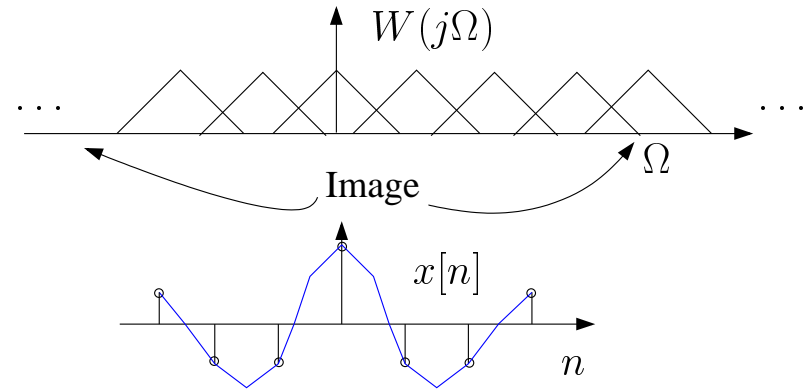 W(jΩ)
. . . . . .
Ω
Image
x[n]
n